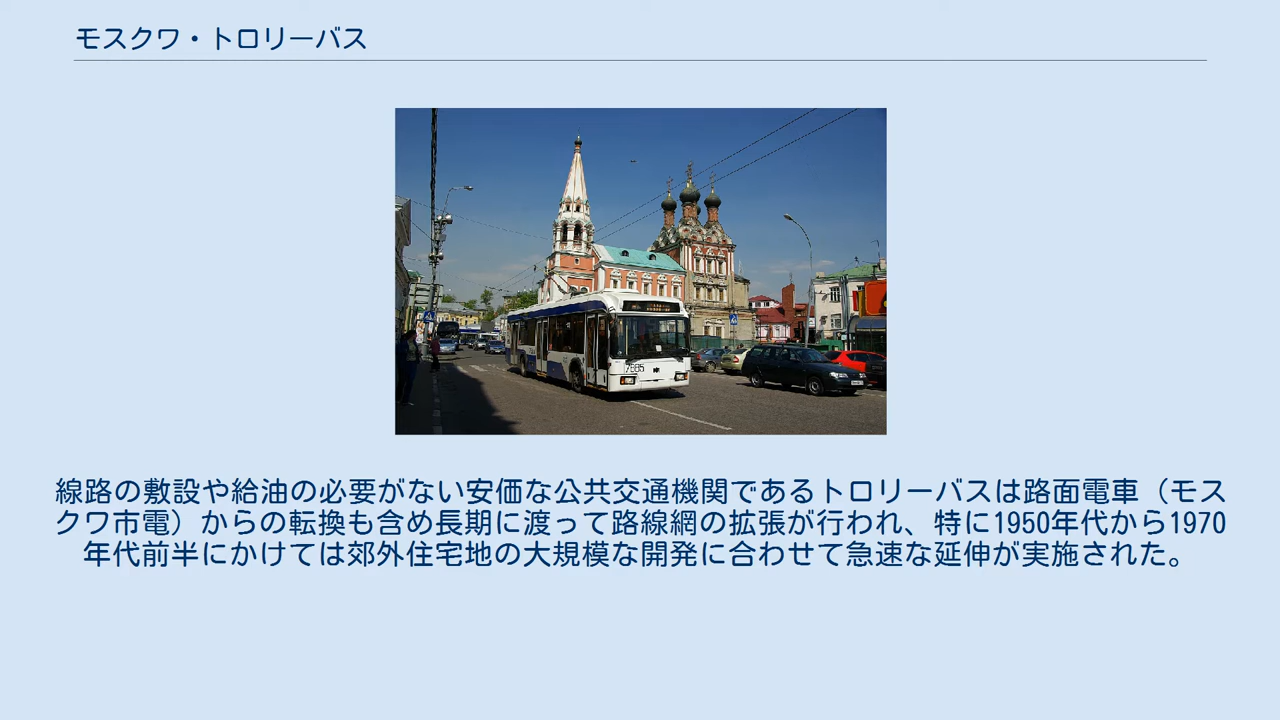 モスクワ・トロリーバス
7685
線路の敷設や給油の必要がない安価な公共交通機関であるトロリーバスは路面電車（モス
クワ市電）からの転換も含め長期に渡って路線網の拡張が行われ、特に1950年代から1970
年代前半にかけては郊外住宅地の大規模な開発に合わせて急速な延伸が実施された。